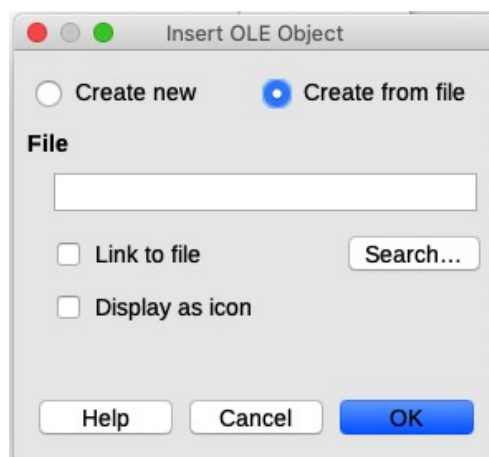 Insert OLE Object
Create new Create from file
File
Link to file Search...
Display as icon
Help Cancel OK